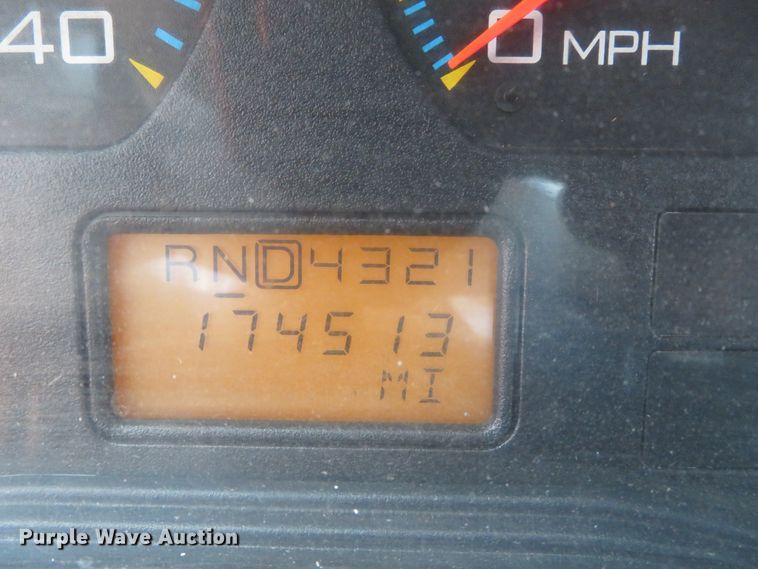 40
0 MPH
RND4321
174513
MI
Purple Wave Auction